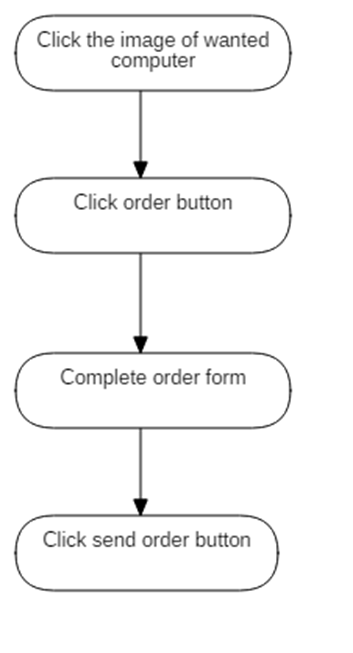 Click the image of wanted
computer
Click order button
Complete order form
Click send order button